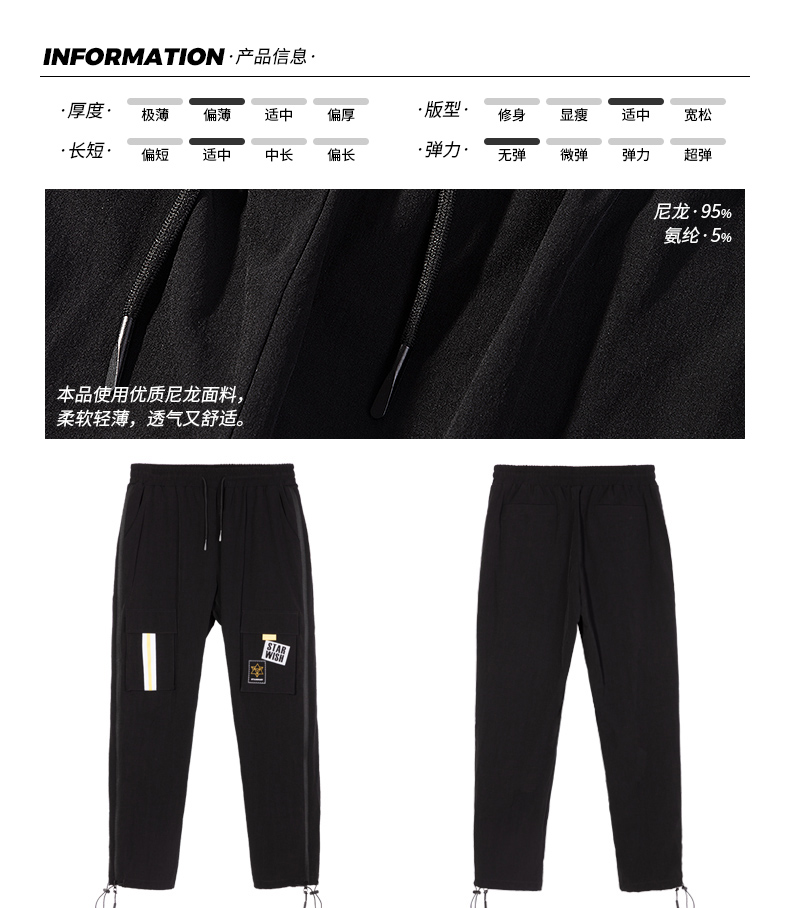 INFORMATION ·产品信息·
·厚度· 极薄 偏薄 适中 偏厚
·版型· 修身 显瘦 适中 宽松
·长短· 偏短 适中 中长 偏长
·弹力· 无弹 微弹 弹力 超弹
尼龙·95%
氨纶·5%
本品使用优质尼龙面料，
柔软轻薄，透气又舒适。
STAR
WISH